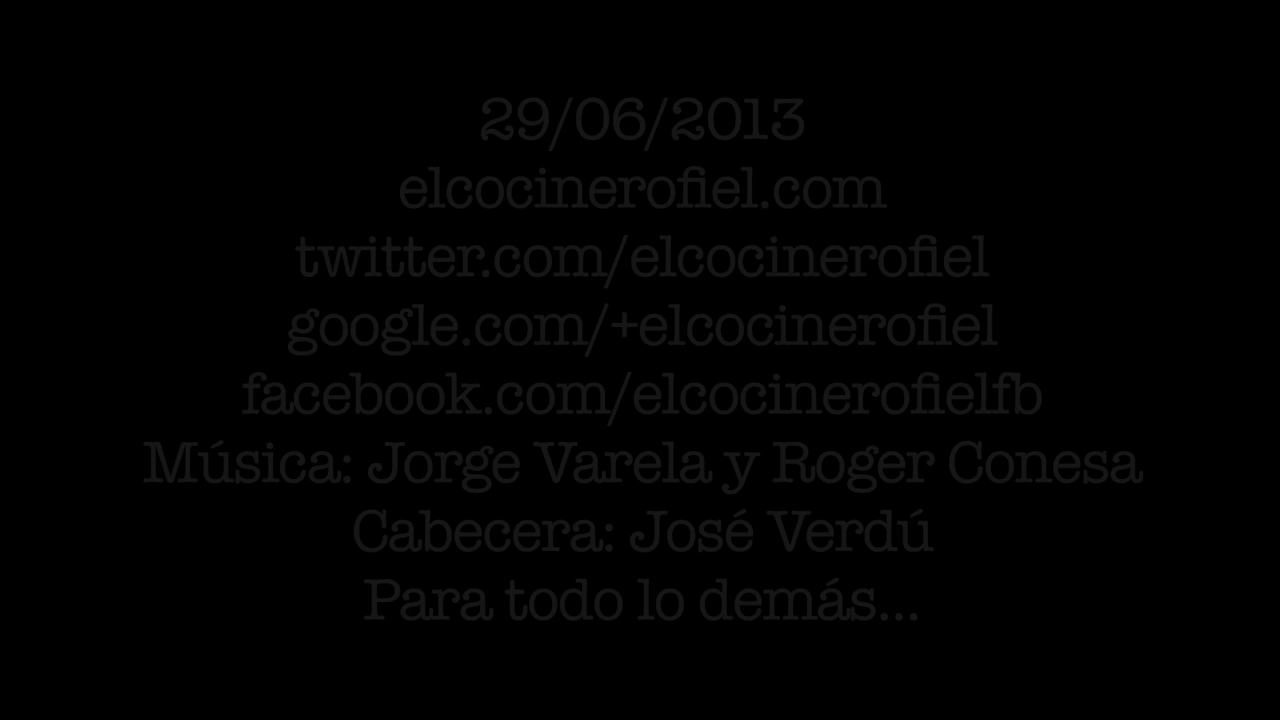 29/06/2013
elcocinerofiel.com
twitter.com/elcocinerofiel
google.com/+elcocinerofiel
facebook.com/elcocinerofielfb
Música: Jorge Varela y Roger Conesa
Cabecera: José Verdú
Para todo lo demás...